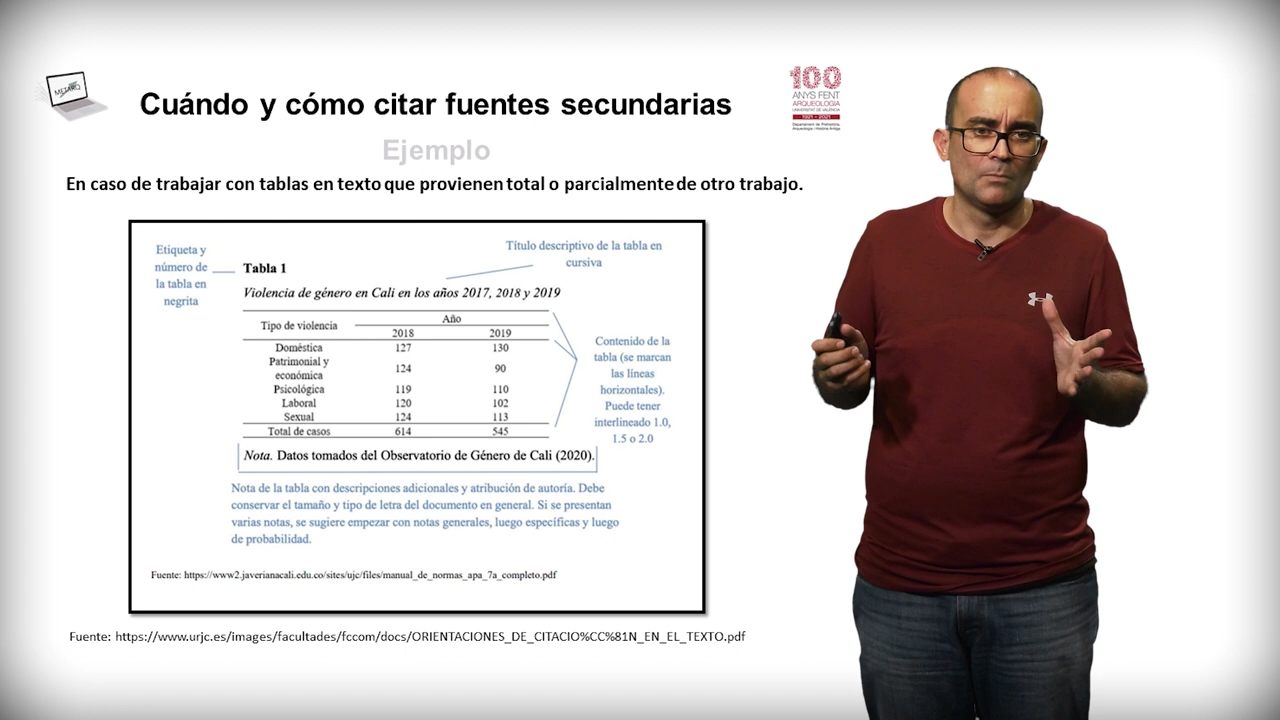 METARQ
Cuándo y cómo citar fuentes secundarias
100
ANYS FENT
ARQUEOLOGIA
UNIVERSITAT DE VALÈNCIA
1921 - 2021
Departament de Prehistòria,
Arqueologia i Història Antiga
Ejemplo
En caso de trabajar con tablas en texto que provienen total o parcialmente de otro trabajo.
Etiqueta y
número de
la tabla en
negrita
Título descriptivo de la tabla en
cursiva
Tabla 1
Violencia de género en Cali en los años 2017, 2018 y 2019
Tipo de violencia Año
2018 2019
Doméstica 127 130
Patrimonial y
económica 124 90
Psicológica 119 110
Laboral 120 102
Sexual 124 113
Total de casos 614 545
Contenido de la
tabla (se marcan
las líneas
horizontales).
Puede tener
interlineado 1.0,
1.5 o 2.0
Nota. Datos tomados del Observatorio de Género de Cali (2020).
Nota de la tabla con descripciones adicionales y atribución de autoría. Debe
conservar el tamaño y tipo de letra del documento en general. Si se presentan
varias notas, se sugiere empezar con notas generales, luego específicas y luego
de probabilidad.
Fuente: https://www2.javerianacali.edu.co/sites/ujc/files/manual_de_normas_apa_7a_completo.pdf
Fuente: https://www.urjc.es/images/facultades/fccom/docs/ORIENTACIONES_DE_CITACIO%CC%81N_EN_EL_TEXTO.pdf